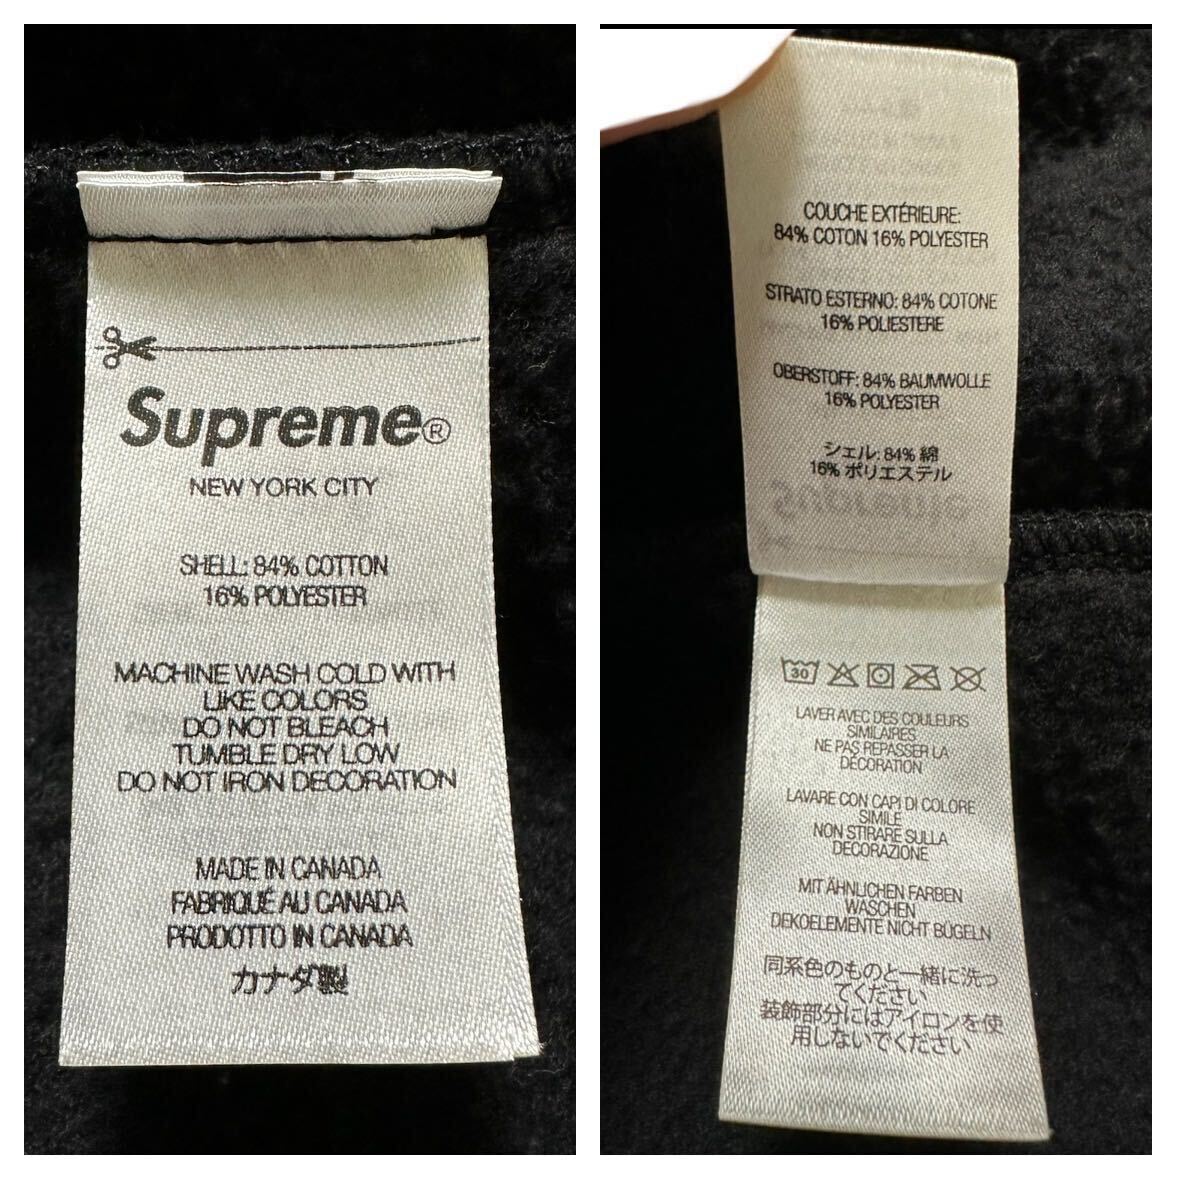 Supreme®
NEW YORK CITY
SHELL: 84% COTTON
16% POLYESTER
MACHINE WASH COLD WITH
LIKE COLORS
DO NOT BLEACH
TUMBLE DRY LOW
DO NOT IRON DECORATION
MADE IN CANADA
FABRIQUÉ AU CANADA
PRODOTTO IN CANADA
カナダ製
COUCHE EXTÉRIEURE:
84% COTON 16% POLYESTER
STRATO ESTERNO: 84% COTONE
16% POLIESTERE
OBERSTOFF: 84% BAUMWOLLE
16% POLYESTER
シェル: 84% 綿
16% ポリエステル
30
LAVER AVEC DES COULEURS
SIMILAIRES
NE PAS REPASSER LA
DÉCORATION
LAVARE CON CAPI DI COLORE
SIMILE
NON STIRARE SULLA
DECORAZIONE
MIT ÄHNLICHEN FARBEN
WASCHEN
DEKOELEMENTE NICHT BÜGELN
同系色のものと一緒に洗っ
てください
装飾部分にはアイロンを使
用しないでください